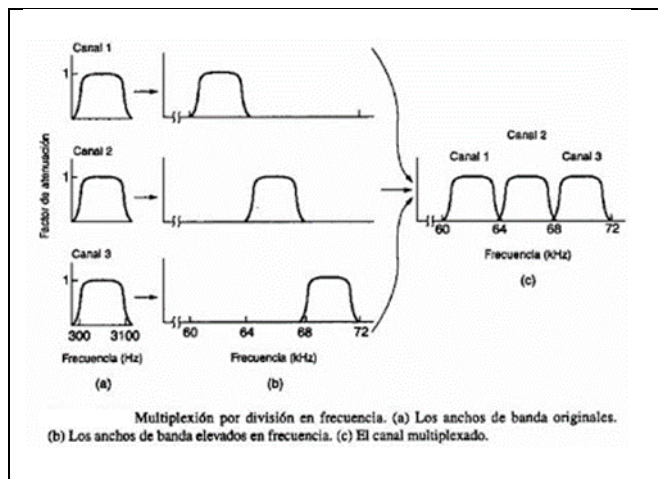 Canal 1
1
Factor de atenuación
Canal 2
1
Canal 3
1
300 3100
Frecuencia (Hz)
(a)
60 64 68 72
Frecuencia (kHz)
(b)
Canal 2
Canal 1 Canal 3
60 64 68 72
Frecuencia (kHz)
(c)
Multiplexión por división en frecuencia. (a) Los anchos de banda originales.
(b) Los anchos de banda elevados en frecuencia. (c) El canal multiplexado.